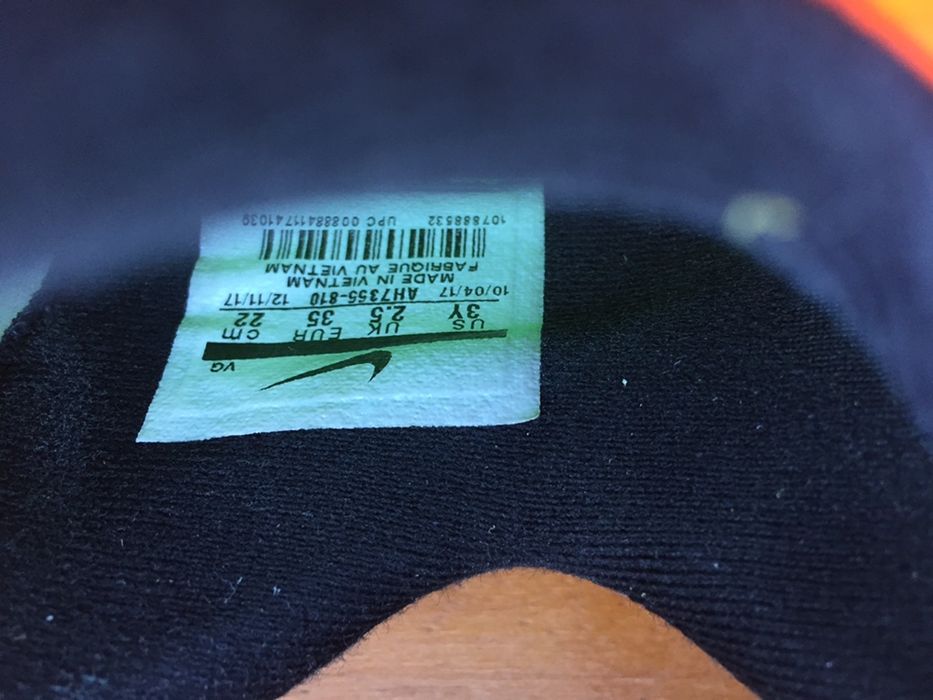 VG
US UK EUR cm
3Y 2.5 35 22
10/04/17 AH7355-810 12/11/17
MADE IN VIETNAM
FABRIQUE AU VIETNAM
107888532 UPC 00888411741039